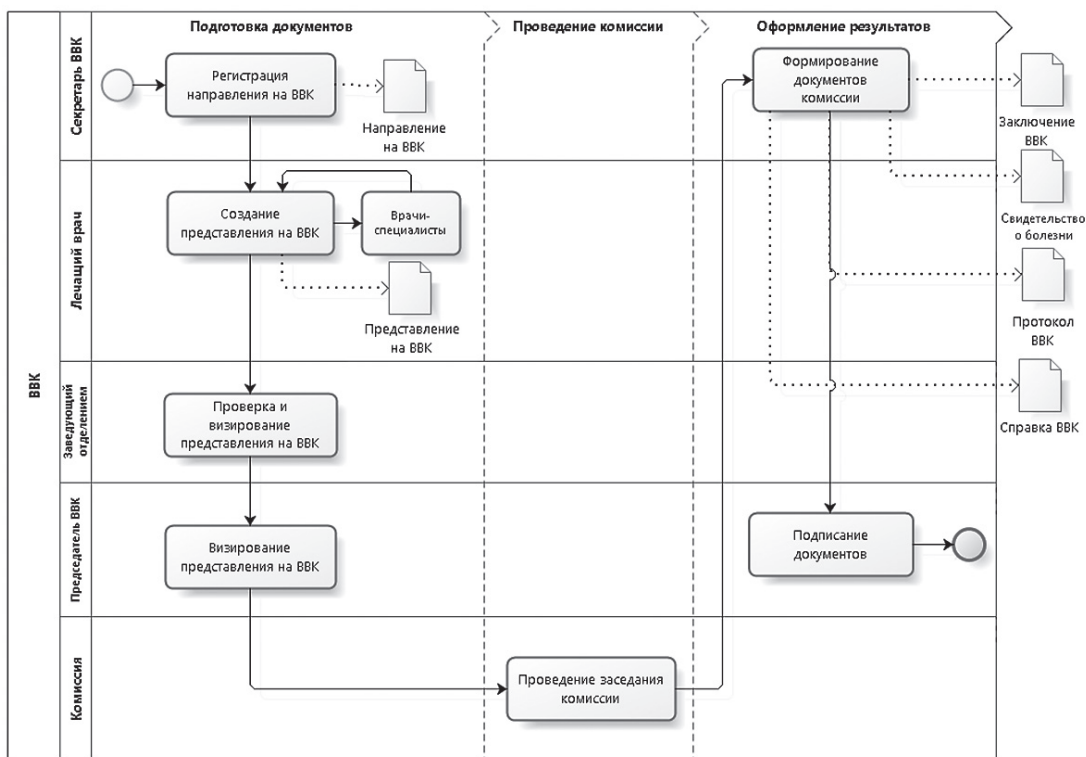 Подготовка документов
Проведение комиссии
Оформление результатов
ВВК
Секретарь ВВК
Регистрация
направления на ВВК
Направление
на ВВК
Формирование
документов
комиссии
Заключение
ВВК
Свидетельство
о болезни
Протокол
ВВК
Справка ВВК
Лечащий врач
Создание
представления на ВВК
Врачи-
специалисты
Представление
на ВВК
Заведующий
отделением
Проверка и
визирование
представления на ВВК
Председатель ВВК
Визирование
представления на ВВК
Подписание
документов
Комиссия
Проведение заседания
комиссии